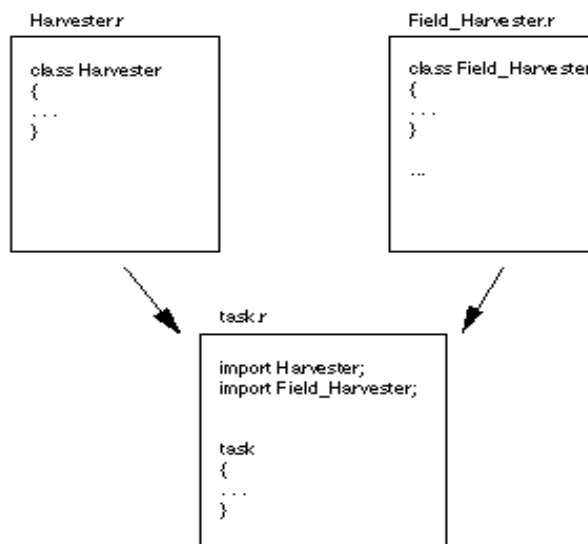 Harvester.r
class Harvester
{
. . .
}
Field_Harvester.r
class Field_Harvester
{
. . .
}
...
task.r
import Harvester;
import Field_Harvester;
task
{
. . .
}